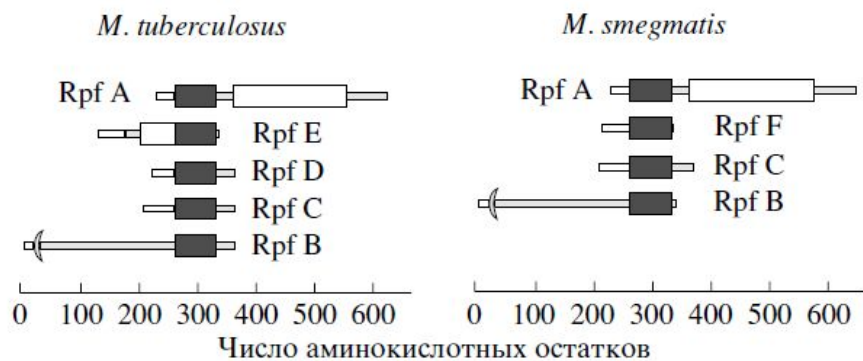 M. tuberculosus
M. smegmatis
Rpf A
Rpf E
Rpf D
Rpf C
Rpf B
Rpf A
Rpf F
Rpf C
Rpf B
0 100 200 300 400 500 600
0 100 200 300 400 500 600
Число аминокислотных остатков